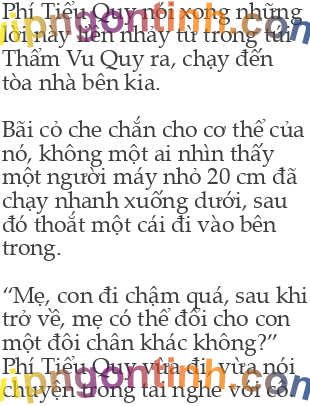 Phí Tiểu Quy nói xong những
lời này liền nhảy từ trong túi
Thẩm Vu Quy ra, chạy đến
tòa nhà bên kia.

Bãi cỏ che chắn cho cơ thể của
nó, không một ai nhìn thấy
một người máy nhỏ 20 cm đã
chạy nhanh xuống dưới, sau
đó thoắt một cái đi vào bên
trong.

“Mẹ, con đi chậm quá, sau khi
trở về, mẹ có thể đổi cho con
một đôi chân khác không?”
Phí Tiểu Quy vừa đi, vừa nói
chuyện trong tai nghe với cô.
vipngontinh.com
vipngontinh.com